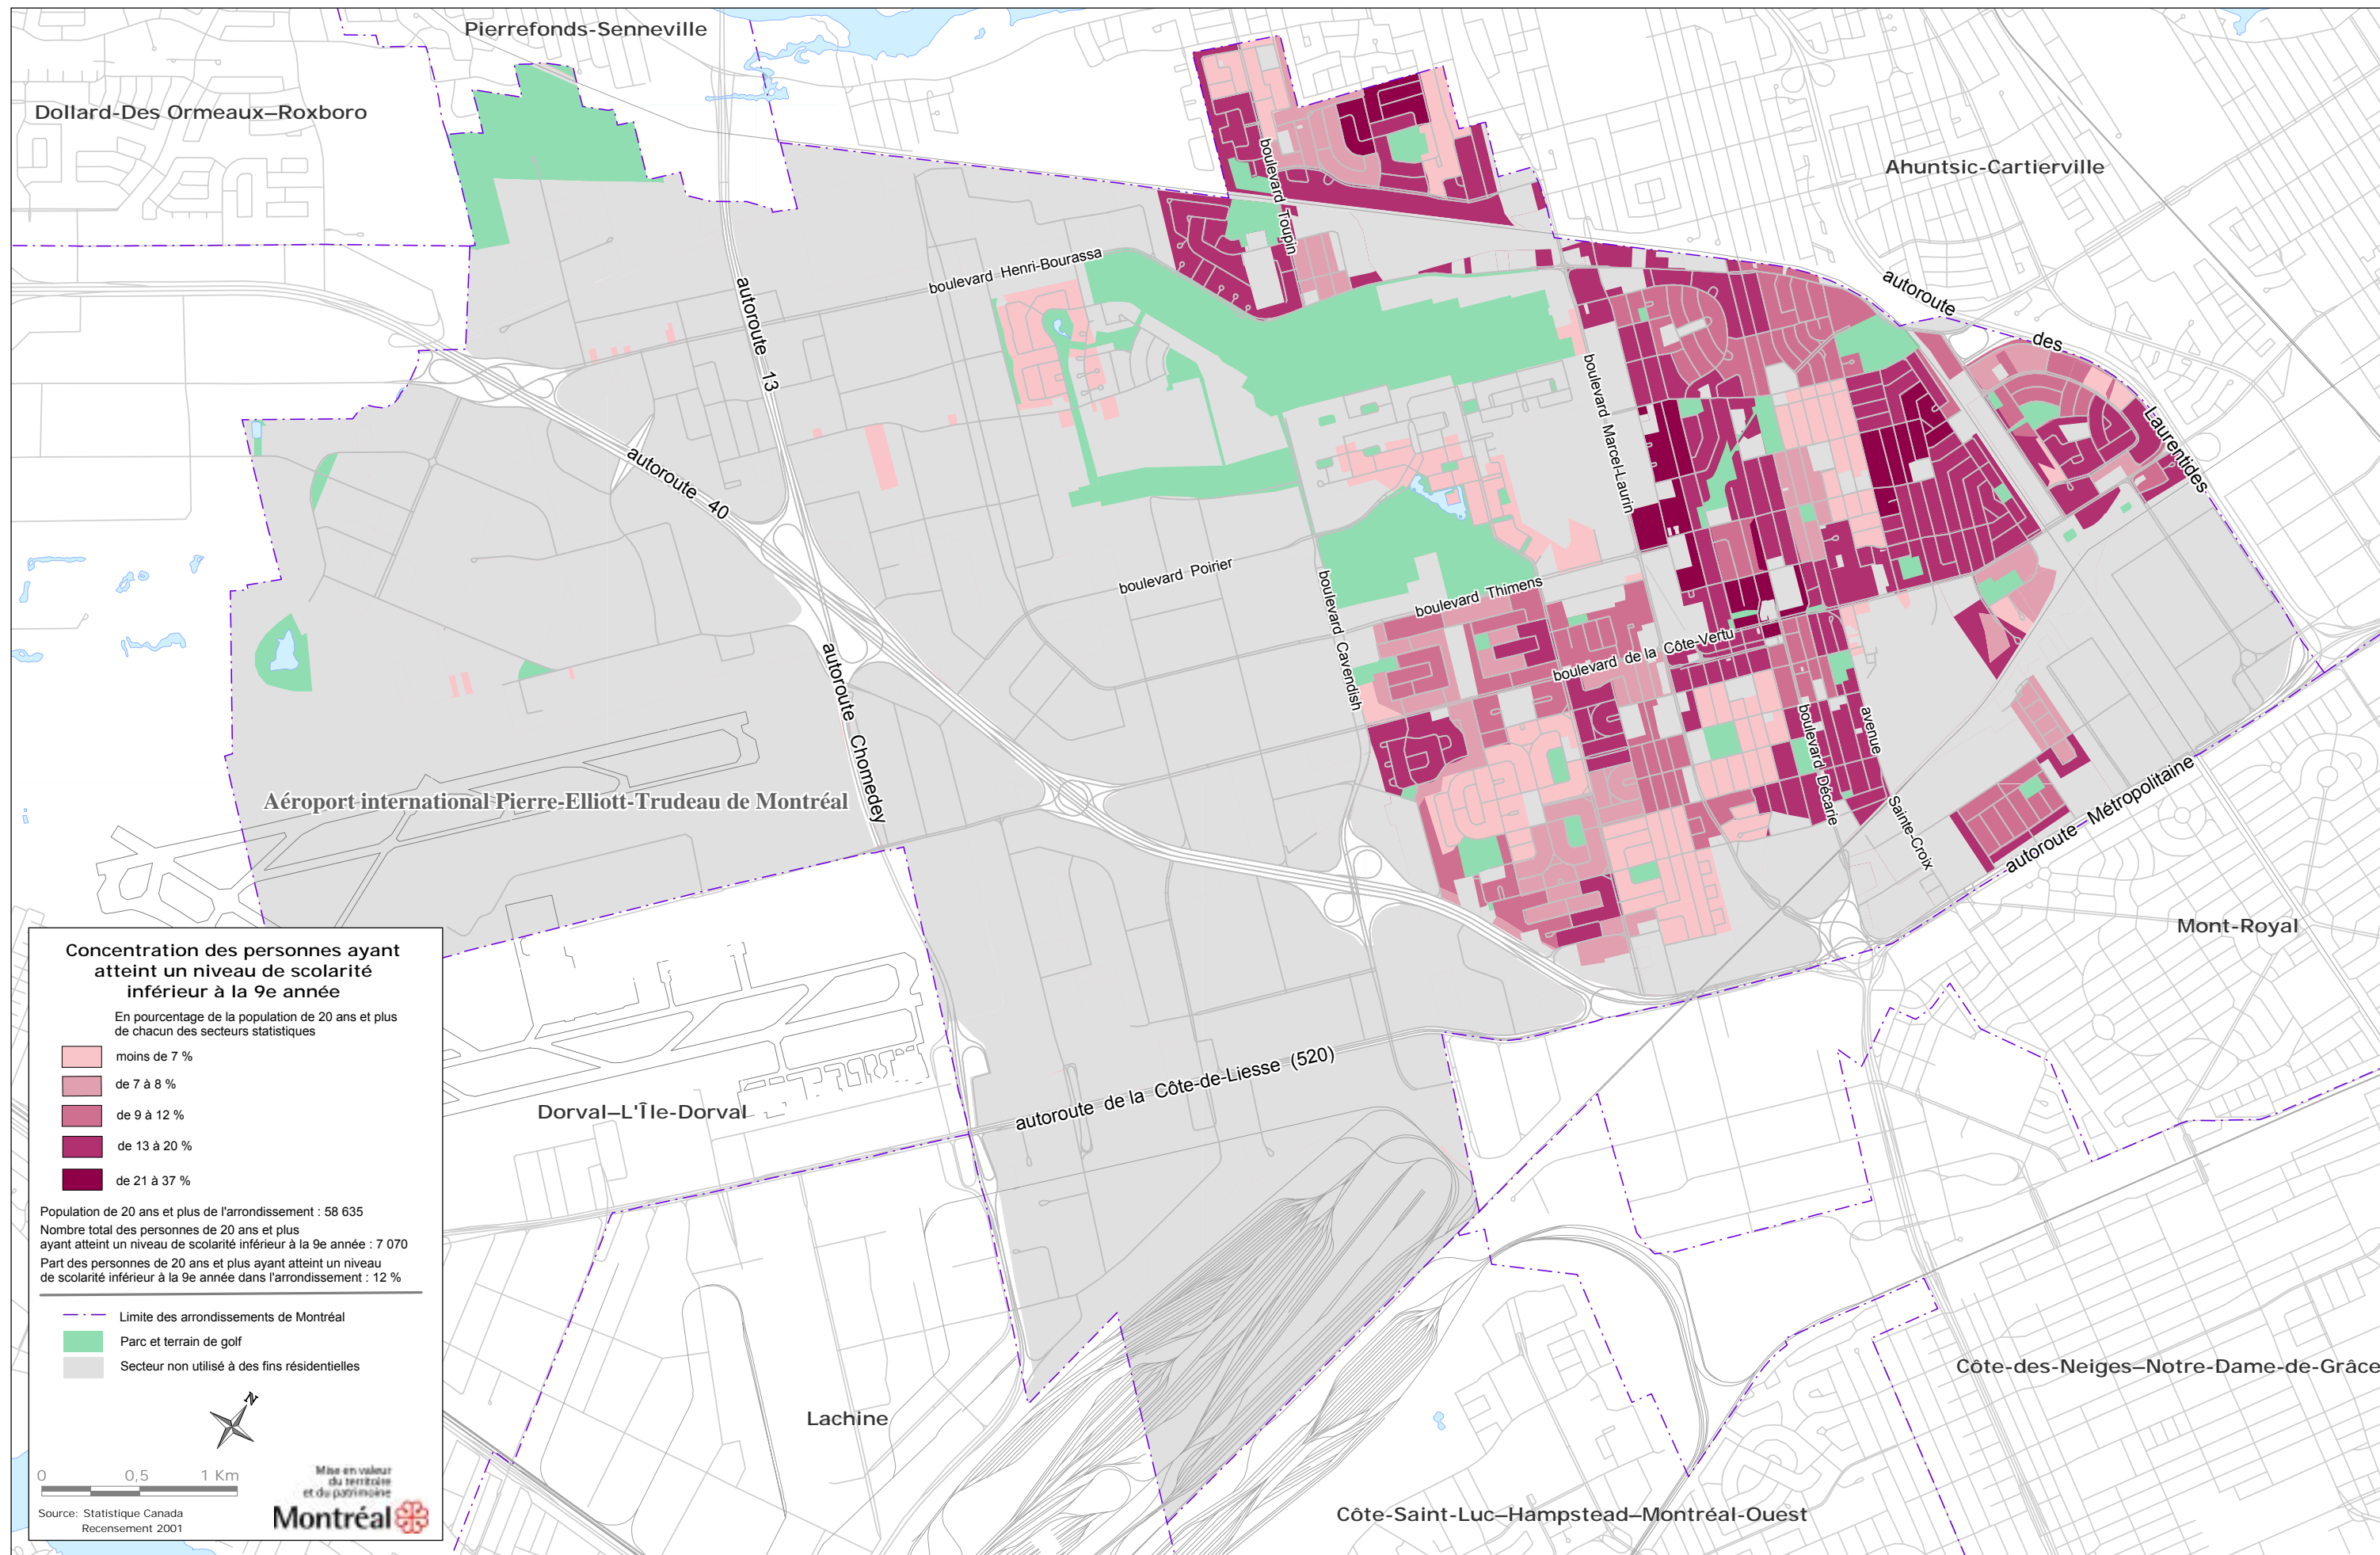 Pierrefonds-Senneville
Dollard-Des Ormeaux–Roxboro
Ahuntsic-Cartierville
boulevard Toupin
boulevard Henri-Bourassa
autoroute 13
autoroute des Laurentides
boulevard Marcel-Laurin
autoroute 40
boulevard Poirier
boulevard Thimens
boulevard Cavendish
boulevard de la Côte-Vertu
autoroute Chomedey
boulevard Décarie
avenue Sainte-Croix
autoroute Métropolitaine
Aéroport international Pierre-Elliott-Trudeau de Montréal
Mont-Royal
autoroute de la Côte-de-Liesse (520)
Dorval–L'Île-Dorval
Lachine
Côte-des-Neiges–Notre-Dame-de-Grâce
Côte-Saint-Luc–Hampstead–Montréal-Ouest
Concentration des personnes ayant
atteint un niveau de scolarité
inférieur à la 9e année
En pourcentage de la population de 20 ans et plus
de chacun des secteurs statistiques
moins de 7 %
de 7 à 8 %
de 9 à 12 %
de 13 à 20 %
de 21 à 37 %
Population de 20 ans et plus de l'arrondissement : 58 635
Nombre total des personnes de 20 ans et plus
ayant atteint un niveau de scolarité inférieur à la 9e année : 7 070
Part des personnes de 20 ans et plus ayant atteint un niveau
de scolarité inférieur à la 9e année dans l'arrondissement : 12 %
Limite des arrondissements de Montréal
Parc et terrain de golf
Secteur non utilisé à des fins résidentielles
N
0 0,5 1 Km
Source: Statistique Canada
Recensement 2001
Mise en valeur
du territoire
et du patrimoine
Montréal